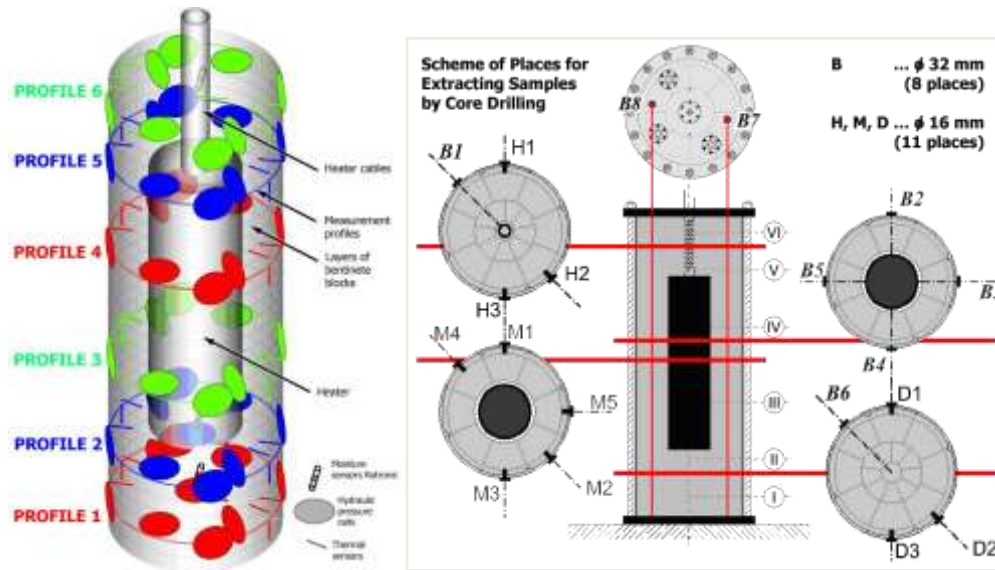 PROFILE 6
PROFILE 5
PROFILE 4
PROFILE 3
PROFILE 2
PROFILE 1
Heater cables
Measurement
profiles
Layers of
bentinete
blocks
Heater
Moisture
sensors
Hydraulic
pressure
cells
Thermal
sensors
Scheme of Places for
Extracting Samples
by Core Drilling
B ... ϕ 32 mm
(8 places)
H, M, D ... ϕ 16 mm
(11 places)
B8
B7
B1
H1
H2
H3
M1
M4
M5
M2
M3
VI
V
IV
III
II
I
B2
B5
B4
B6
D1
D2
D3